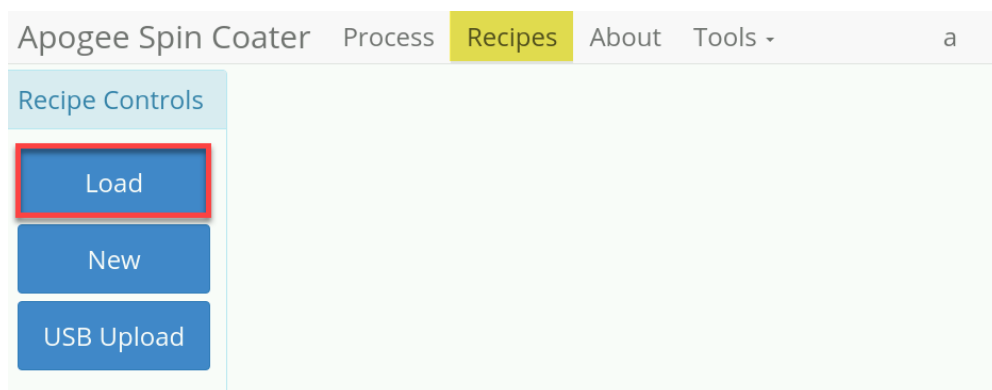 Apogee Spin Coater Process Recipes About Tools a
Recipe Controls
Load
New
USB Upload